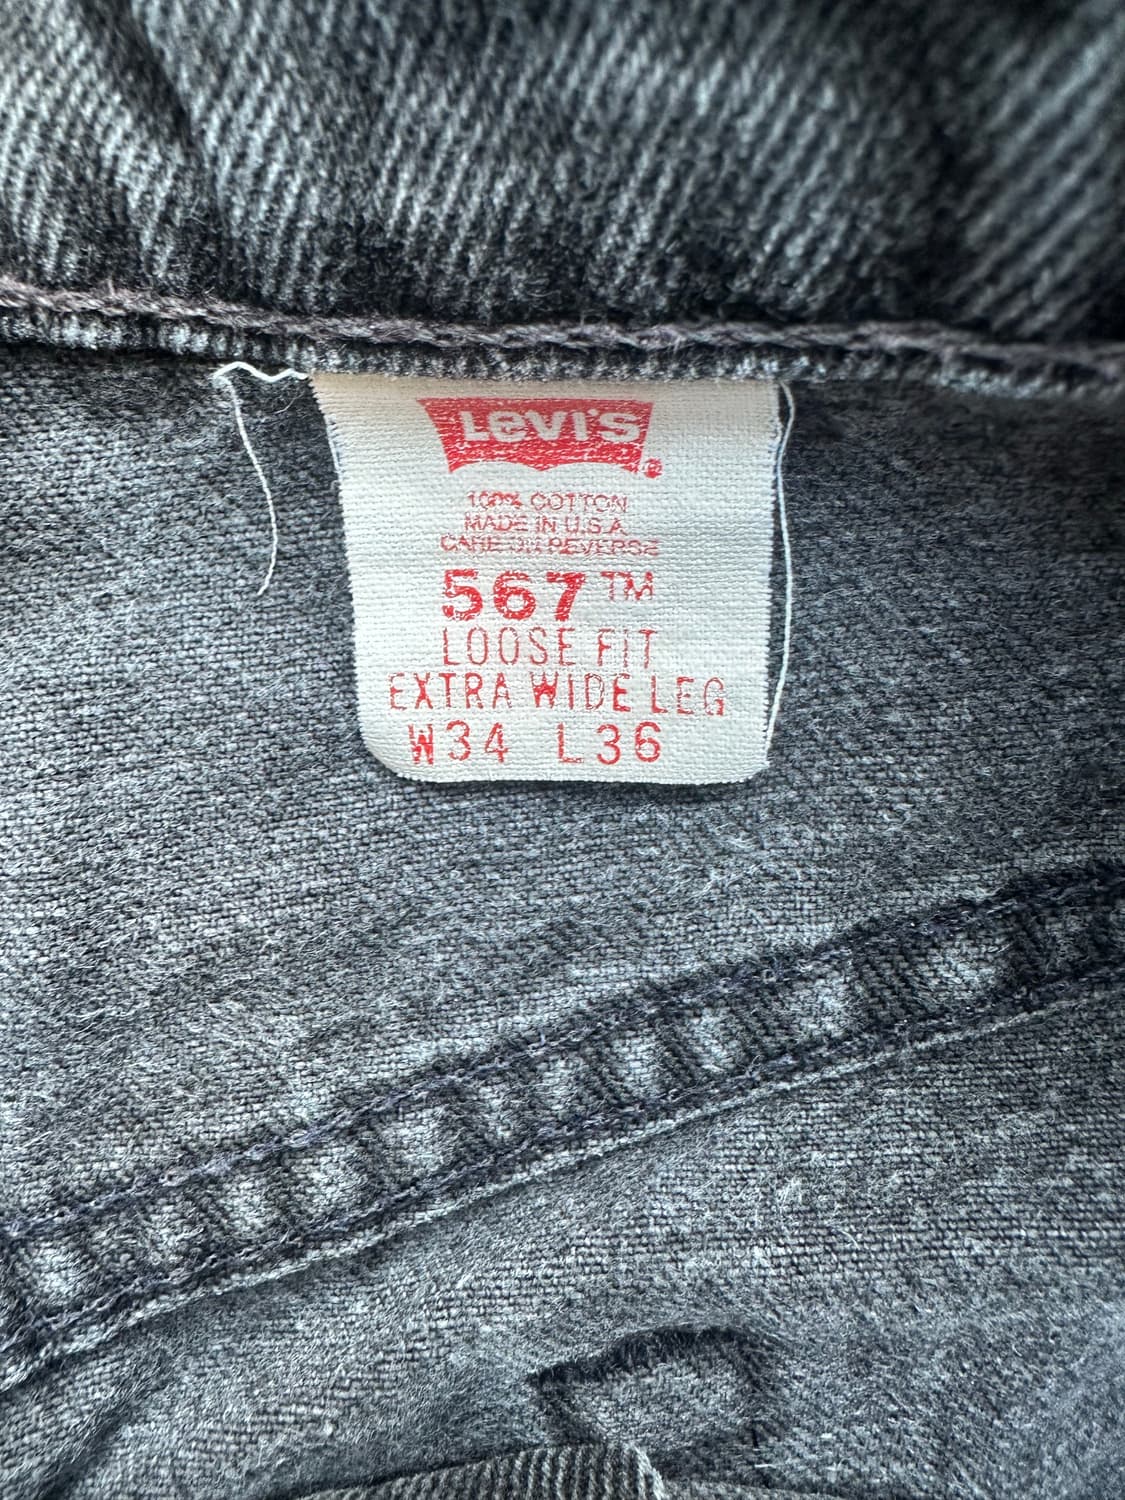 Levi's®
100% COTTON
MADE IN U.S.A.
CARE ON REVERSE
567™
LOOSE FIT
EXTRA WIDE LEG
W34 L36